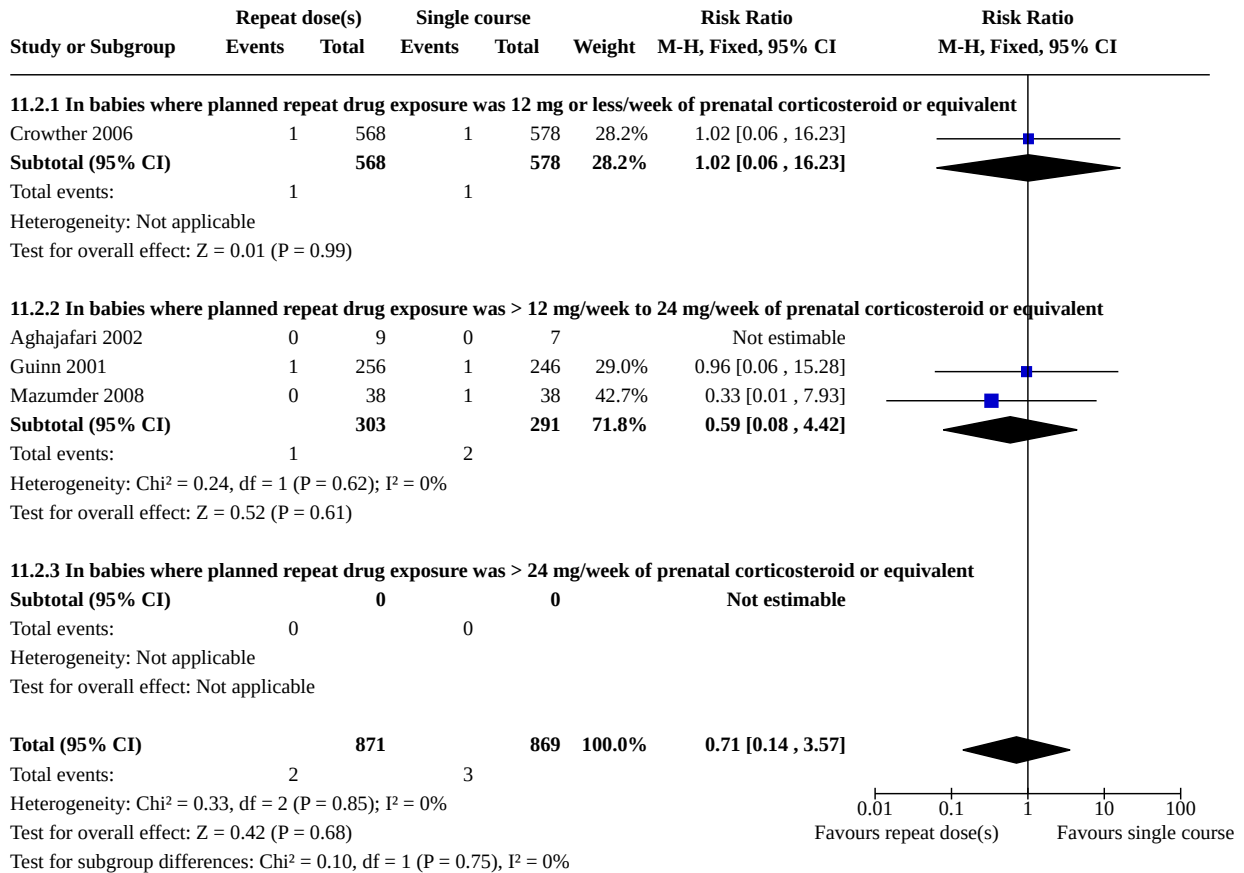 Repeat dose(s) Single course Risk Ratio Risk Ratio
Study or Subgroup Events Total Events Total Weight M-H, Fixed, 95% CI M-H, Fixed, 95% CI
11.2.1 In babies where planned repeat drug exposure was 12 mg or less/week of prenatal corticosteroid or equivalent
Crowther 2006 1 568 1 578 28.2% 1.02 [0.06 , 16.23]
Subtotal (95% CI) 568 578 28.2% 1.02 [0.06 , 16.23]
Total events: 1 1
Heterogeneity: Not applicable
Test for overall effect: Z = 0.01 (P = 0.99)
11.2.2 In babies where planned repeat drug exposure was > 12 mg/week to 24 mg/week of prenatal corticosteroid or equivalent
Aghajafari 2002 0 9 0 7 Not estimable
Guinn 2001 1 256 1 246 29.0% 0.96 [0.06 , 15.28]
Mazumder 2008 0 38 1 38 42.7% 0.33 [0.01 , 7.93]
Subtotal (95% CI) 303 291 71.8% 0.59 [0.08 , 4.42]
Total events: 1 2
Heterogeneity: Chi² = 0.24, df = 1 (P = 0.62); I² = 0%
Test for overall effect: Z = 0.52 (P = 0.61)
11.2.3 In babies where planned repeat drug exposure was > 24 mg/week of prenatal corticosteroid or equivalent
Subtotal (95% CI) 0 0 Not estimable
Total events: 0 0
Heterogeneity: Not applicable
Test for overall effect: Not applicable
Total (95% CI) 871 869 100.0% 0.71 [0.14 , 3.57]
Total events: 2 3
Heterogeneity: Chi² = 0.33, df = 2 (P = 0.85); I² = 0%
0.01 0.1 1 10 100
Test for overall effect: Z = 0.42 (P = 0.68) Favours repeat dose(s) Favours single course
Test for subgroup differences: Chi² = 0.10, df = 1 (P = 0.75), I² = 0%